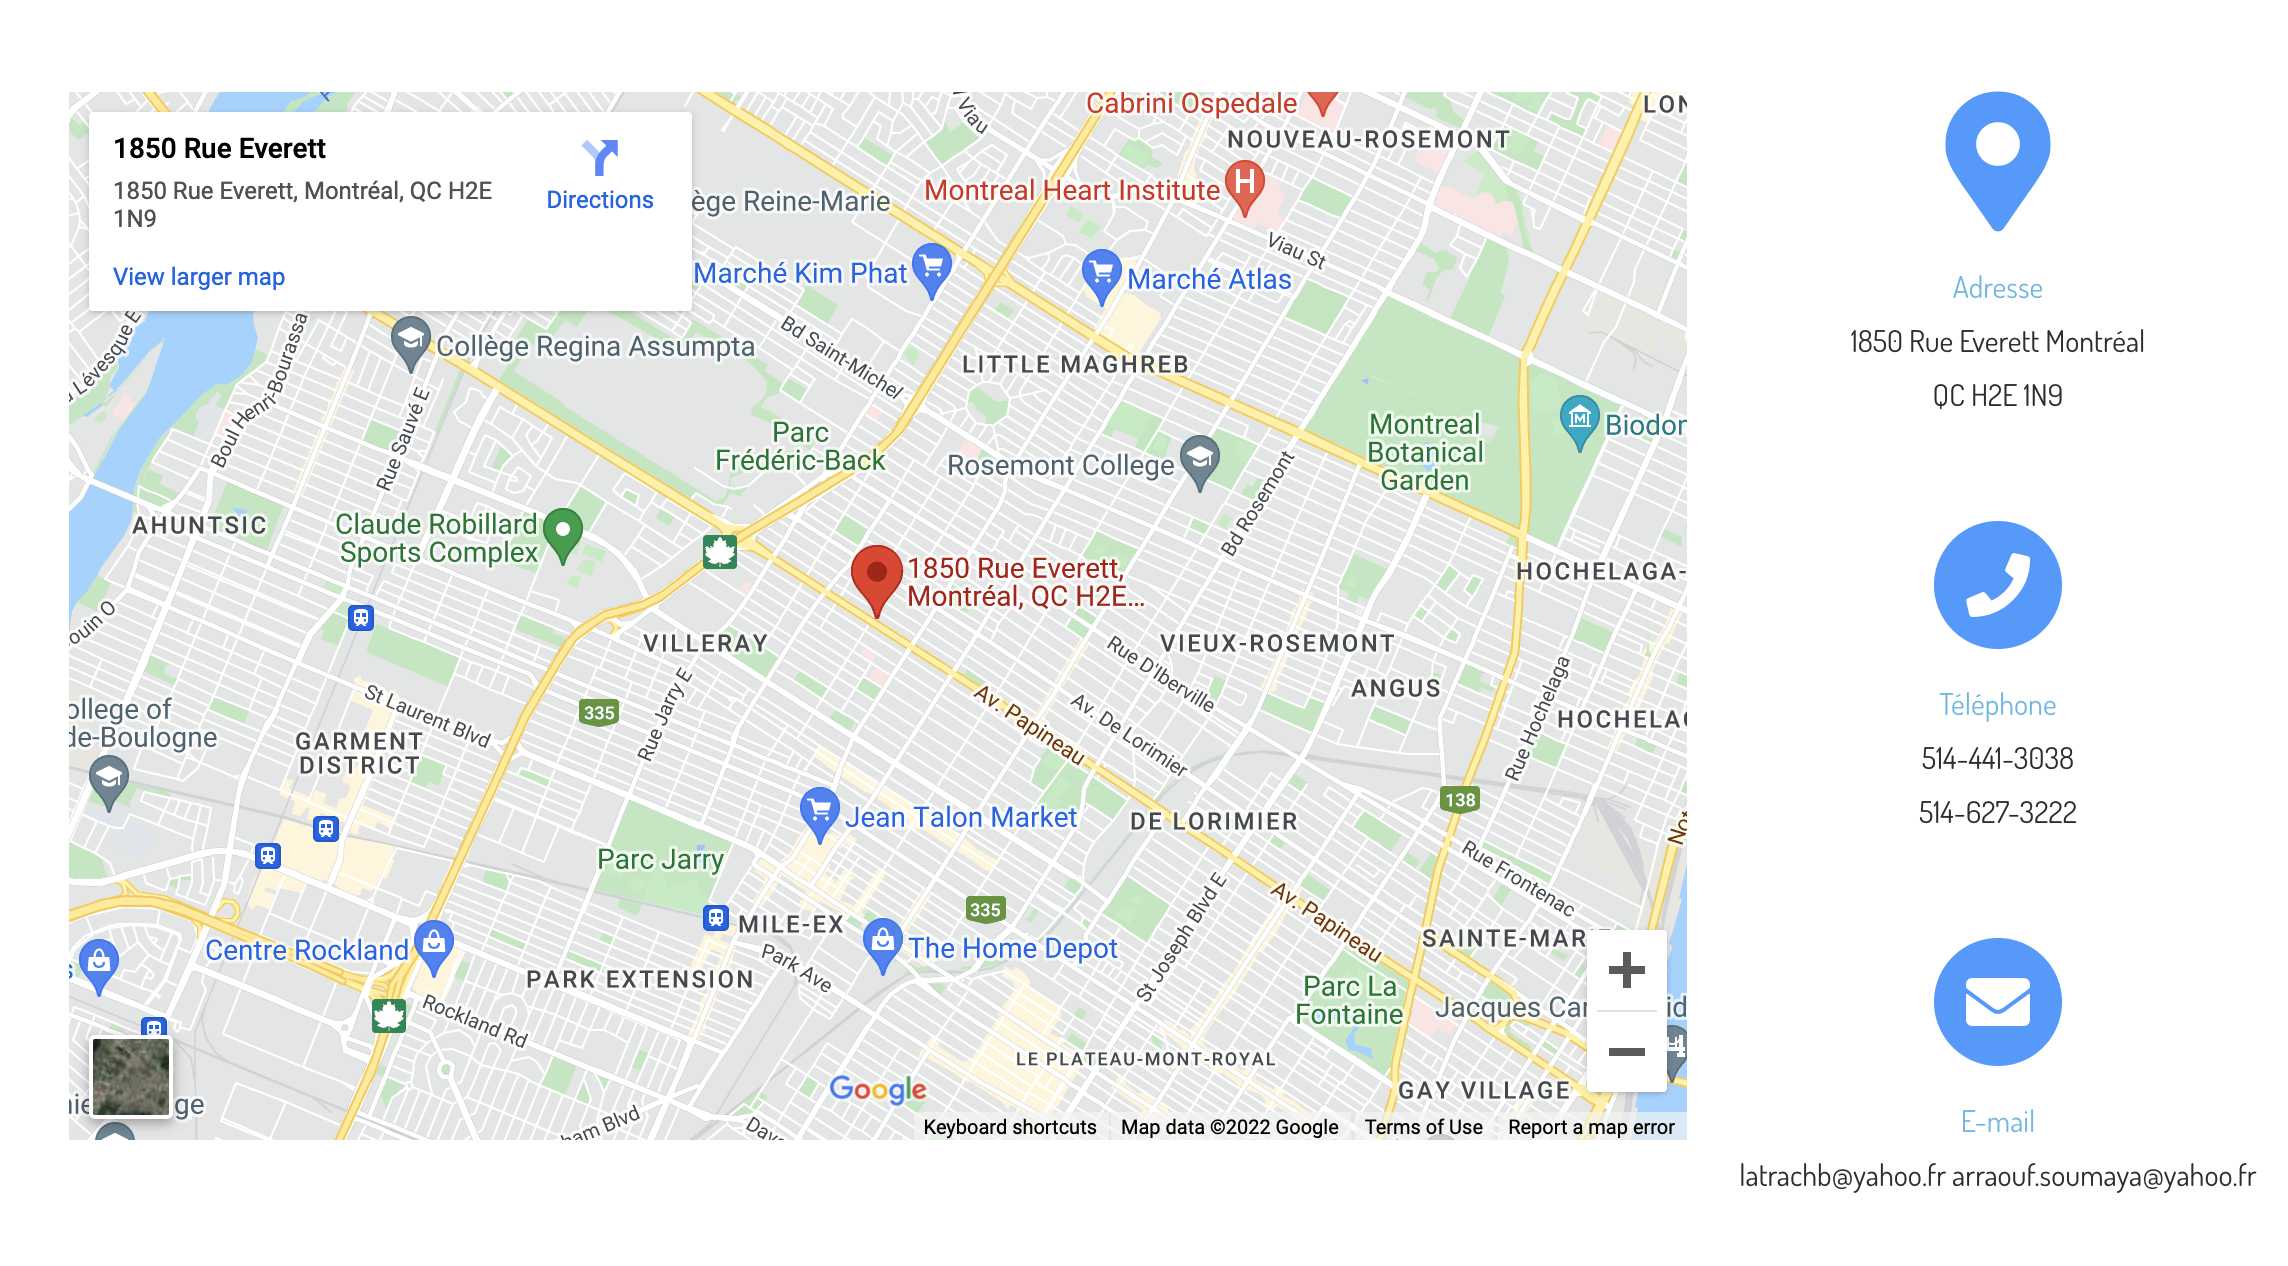 1850 Rue Everett
1850 Rue Everett, Montréal, QC H2E
1N9
Directions
View larger map
Cabrini Ospedale
NOUVEAU-ROSEMONT
Viau
Montreal Heart Institute
ège Reine-Marie
Viau St
Marché Kim Phat
Marché Atlas
Lévesque E
Boul Henri-Bourassa
Collège Regina Assumpta
Bd Saint-Michel
LITTLE MAGHREB
Rue Sauvé E
Parc
Frédéric-Back
Rosemont College
Bd Rosemont
Montreal
Botanical
Garden
Biodo
AHUNTSIC
Claude Robillard
Sports Complex
1850 Rue Everett,
Montréal, QC H2E...
HOCHELAGA-
ouin O
VILLERAY
Rue Jarry E
Rue D'Iberville
VIEUX-ROSEMONT
ANGUS
Rue Hochelaga
HOCHELAG
St Laurent Blvd
335
Av. Papineau
Av. De Lorimier
ollege of
de-Boulogne
GARMENT
DISTRICT
Jean Talon Market
DE LORIMIER
138
Parc Jarry
Rue Frontenac
335
MILE-EX
St Joseph Blvd E
Av. Papineau
Centre Rockland
The Home Depot
SAINTE-MAR
PARK EXTENSION
Park Ave
Rockland Rd
Parc La
Fontaine
Jacques Car
LE PLATEAU-MONT-ROYAL
GAY VILLAGE
Google
ham Blvd
Keyboard shortcuts
Map data ©2022 Google
Terms of Use
Report a map error
Adresse
1850 Rue Everett Montréal
QC H2E 1N9
Téléphone
514-441-3038
514-627-3222
E-mail
latrachb@yahoo.fr arraouf.soumaya@yahoo.fr